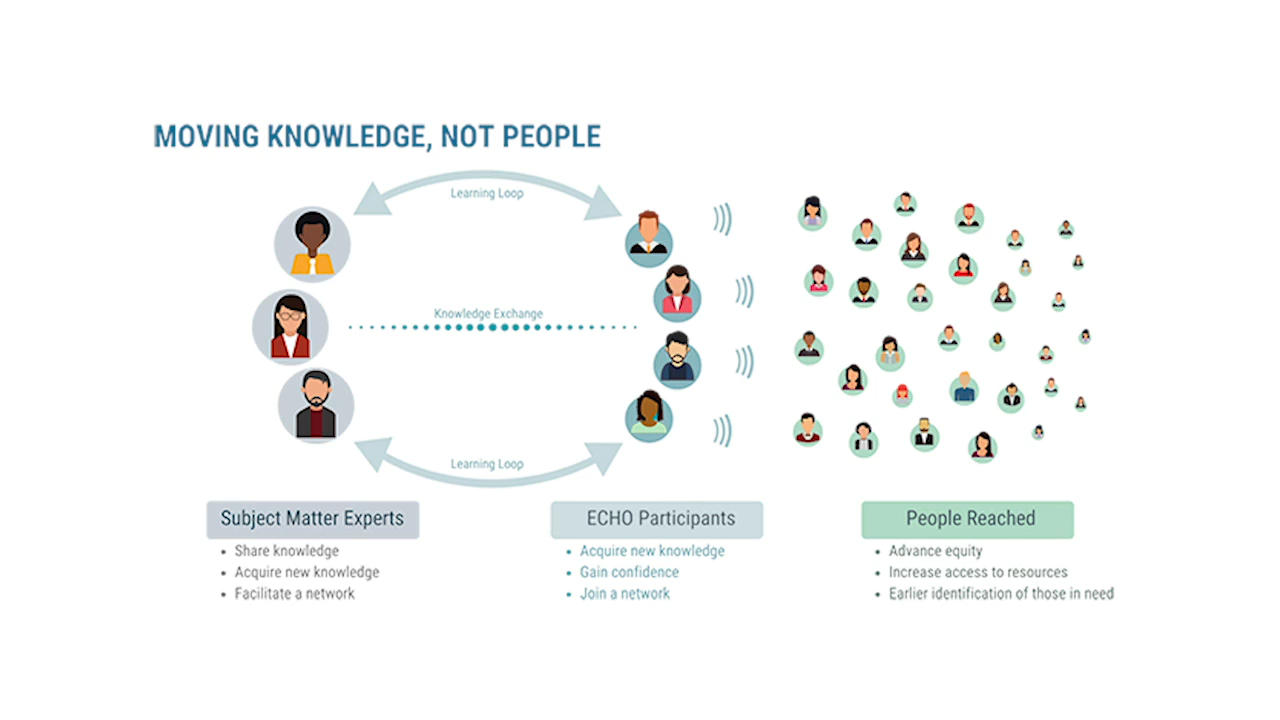 MOVING KNOWLEDGE, NOT PEOPLE
Learning Loop
Knowledge Exchange
Learning Loop
Subject Matter Experts
• Share knowledge
• Acquire new knowledge
• Facilitate a network
ECHO Participants
• Acquire new knowledge
• Gain confidence
• Join a network
People Reached
• Advance equity
• Increase access to resources
• Earlier identification of those in need